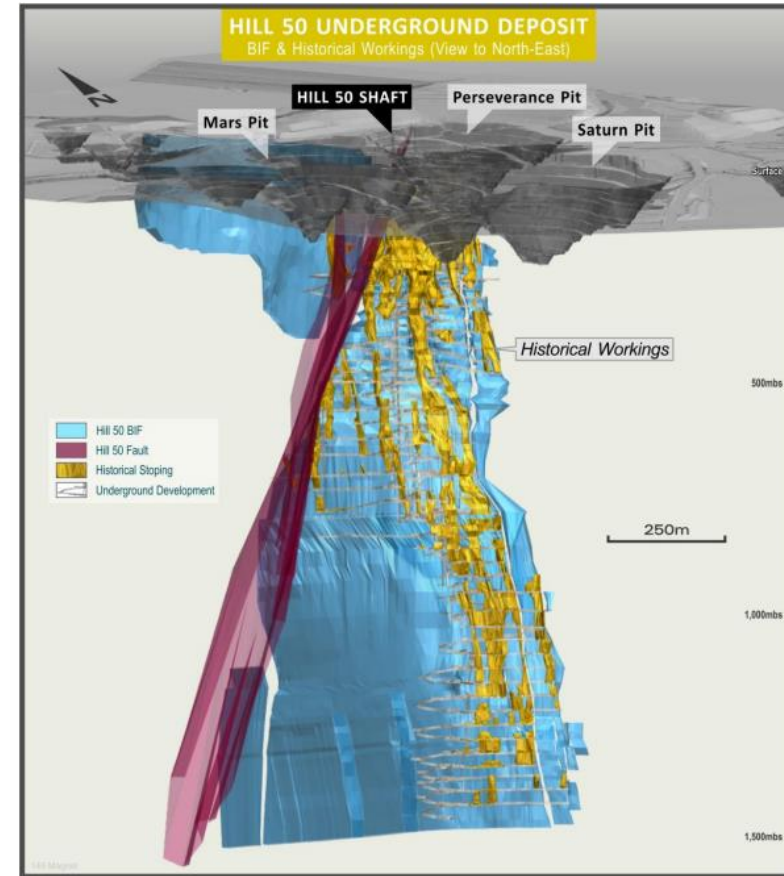 HILL 50 UNDERGROUND DEPOSIT
BIF & Historical Workings (View to North-East)
N
HILL 50 SHAFT
Perseverance Pit
Mars Pit
Saturn Pit
Surface
Historical Workings
500mbs
Hill 50 BIF
Hill 50 Fault
Historical Stoping
Underground Development
250m
1,000mbs
1,500mbs